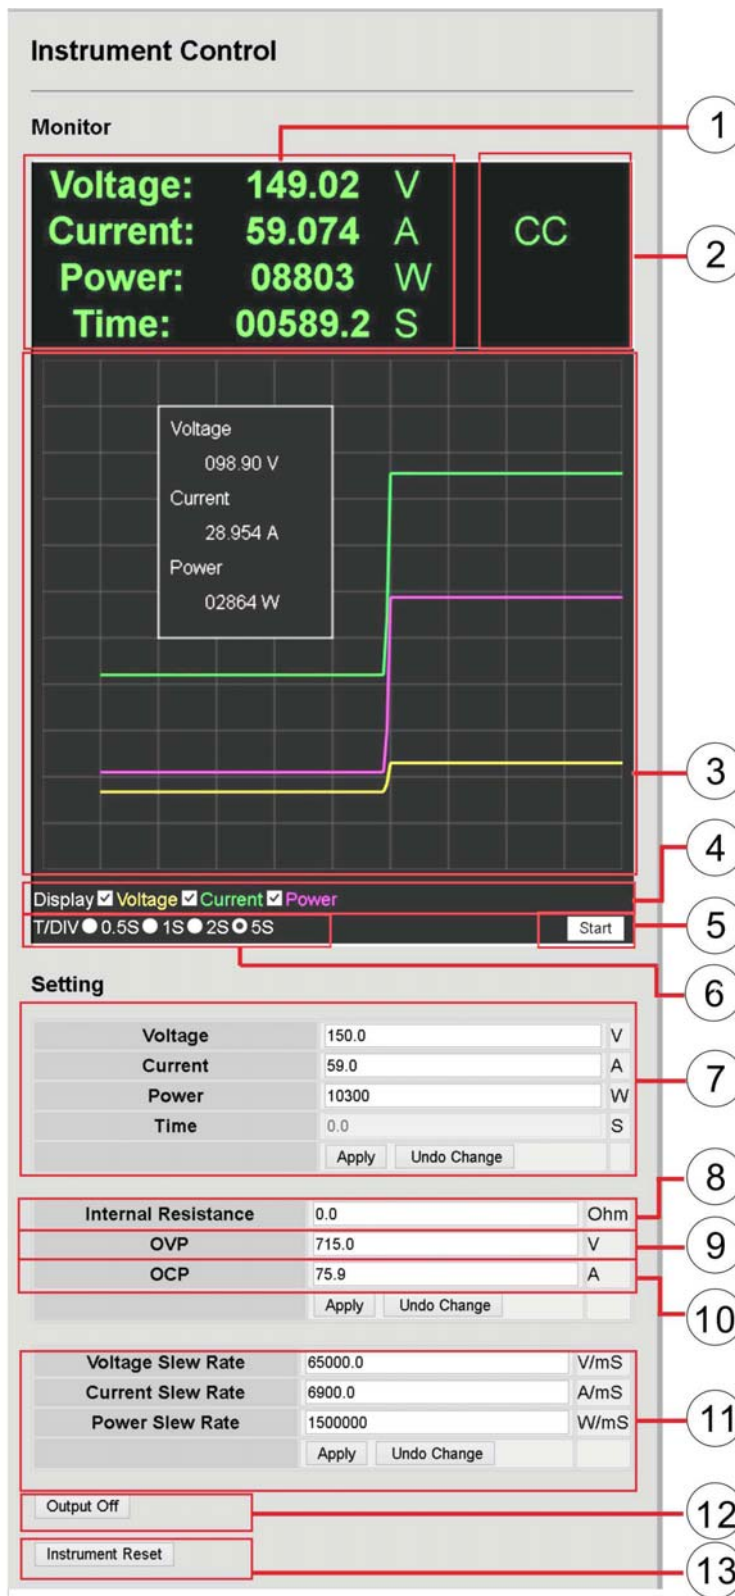 Instrument Control
Monitor
1
Voltage: 149.02 V
Current: 59.074 A
Power: 08803 W
Time: 00589.2 S
CC
2
Voltage
098.90 V
Current
28.954 A
Power
02864 W
3
4
Display Voltage Current Power
T/DIV 0.5S 1S 2S 5S Start
5
6
Setting
Voltage 150.0 V
Current 59.0 A
Power 10300 W
Time 0.0 S
Apply Undo Change
7
8
Internal Resistance 0.0 Ohm
OVP 715.0 V
9
OCP 75.9 A
Apply Undo Change
10
Voltage Slew Rate 65000.0 V/mS
Current Slew Rate 6900.0 A/mS
Power Slew Rate 1500000 W/mS
Apply Undo Change
11
Output Off
12
Instrument Reset
13